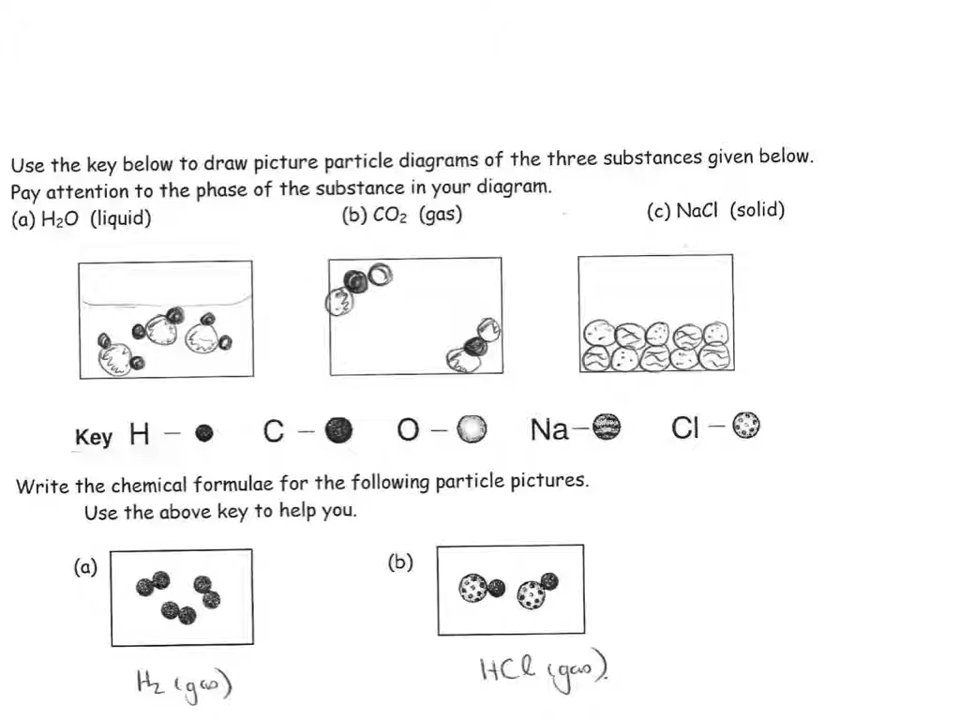 Use the key below to draw picture particle diagrams of the three substances given below.
Pay attention to the phase of the substance in your diagram.
(a) H₂O (liquid) (b) CO₂ (gas) (c) NaCl (solid)
Key H – C – O – Na– Cl –
Write the chemical formulae for the following particle pictures.
Use the above key to help you.
(a) (b)
H₂ (gas) HCl (gas).